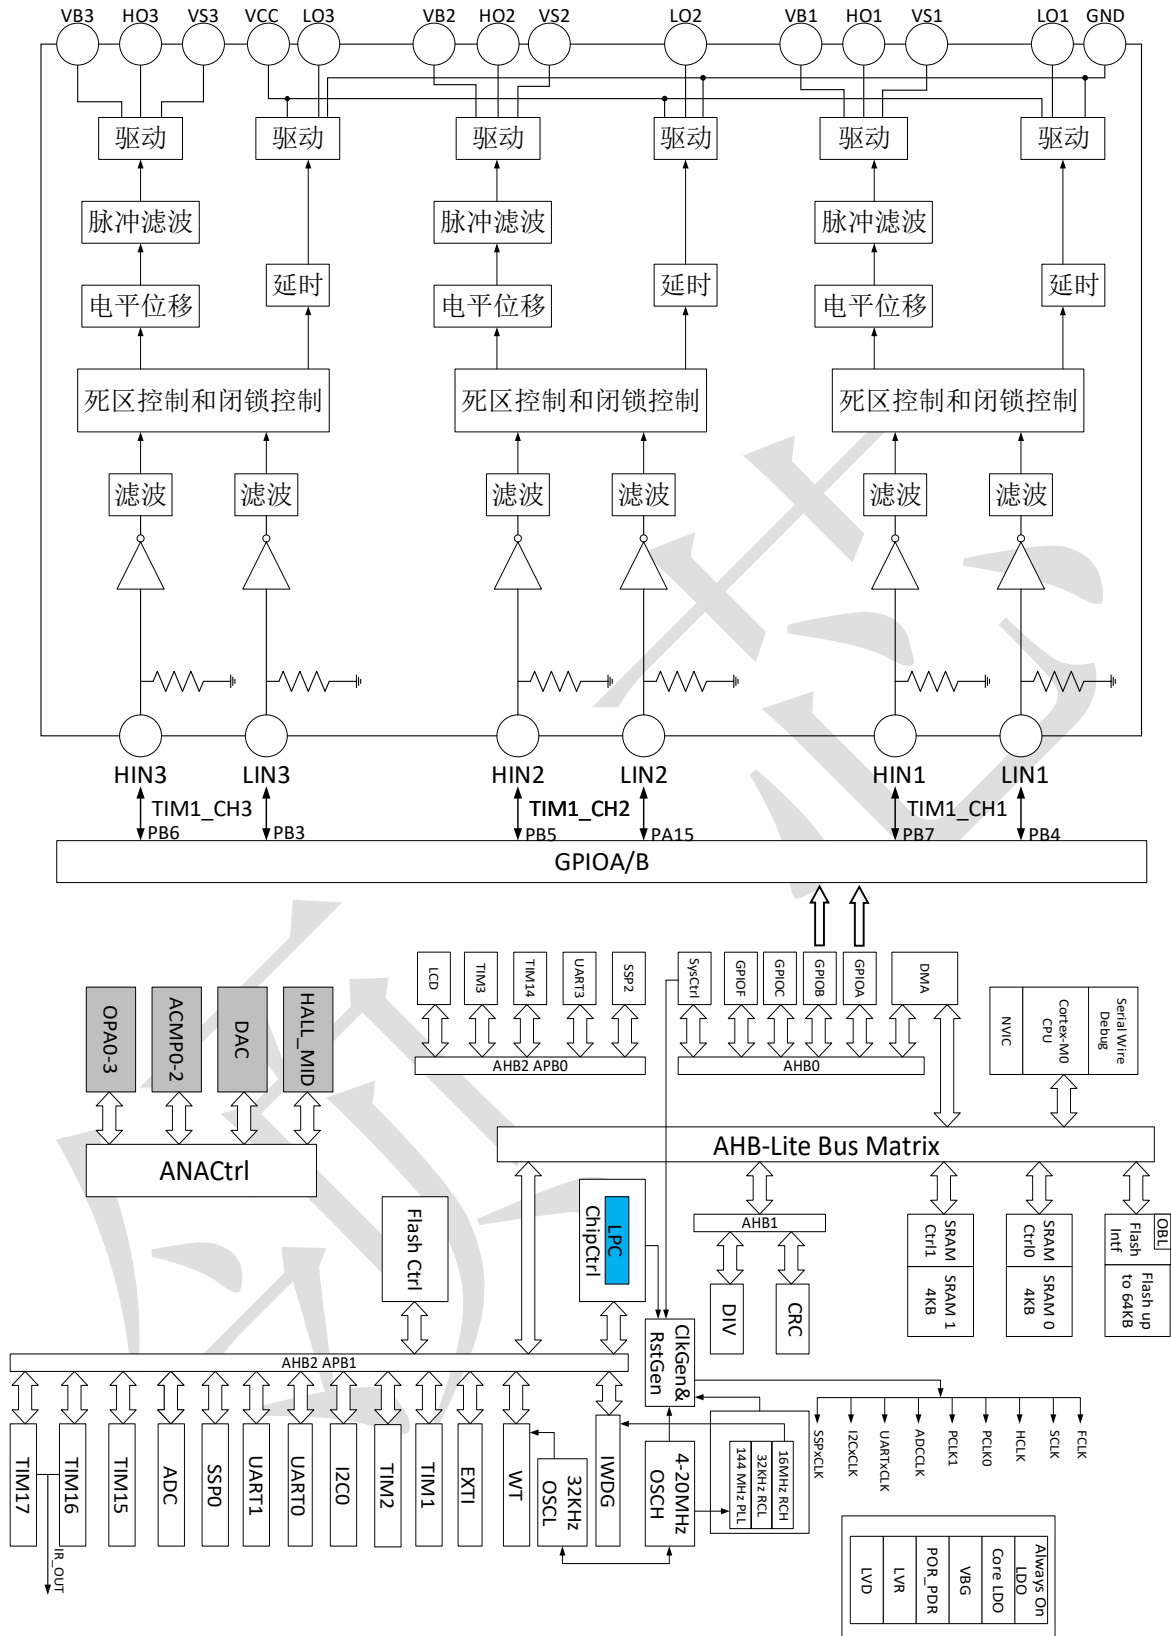 VB3 HO3 VS3 VCC LO3 VB2 HO2 VS2 LO2 VB1 HO1 VS1 LO1 GND
驱动 驱动 驱动 驱动 驱动 驱动
脉冲滤波 脉冲滤波 脉冲滤波
电平位移 延时 电平位移 延时 电平位移 延时
死区控制和闭锁控制 死区控制和闭锁控制 死区控制和闭锁控制
滤波 滤波 滤波 滤波 滤波 滤波
HIN3 LIN3 HIN2 LIN2 HIN1 LIN1
TIM1_CH3 TIM1_CH2 TIM1_CH1
PB6 PB3 PB5 PA15 PB7 PB4
GPIOA/B
LCD
TIM3
TIM14
UART3
SSP2
SysCtrl
GPIOF
GPIOC
GPIOB
GPIOA
DMA
NVIC
Cortex-M0
CPU
Serial Wire
Debug
AHB2 APB0
AHB0
OPA0-3
ACMP0-2
DAC
HALL_MID
ANACtrl
AHB-Lite Bus Matrix
Flash Ctrl
LPC
ChipCtrl
AHB1
DIV
CRC
SRAM
Ctrl1
SRAM 1
4KB
SRAM
Ctrl0
SRAM 0
4KB
OBL
Flash
Intf
Flash up
to 64KB
ClkGen&
RstGen
AHB2 APB1
TIM17
TIM16
TIM15
ADC
SSP0
UART1
UART0
I2C0
TIM2
TIM1
EXTI
WT
32KHz
OSCL
IWDG
4-20MHz
OSCH
16MHz RCH
32KHz RCL
144 MHz PLL
SSPxCLK
I2CxCLK
UARTxCLK
ADCCLK
PCLK1
PCLK0
HCLK
SCLK
FCLK
IR_OUT
LVD
LVR
POR_PDR
VBG
Core LDO
Always On
LDO